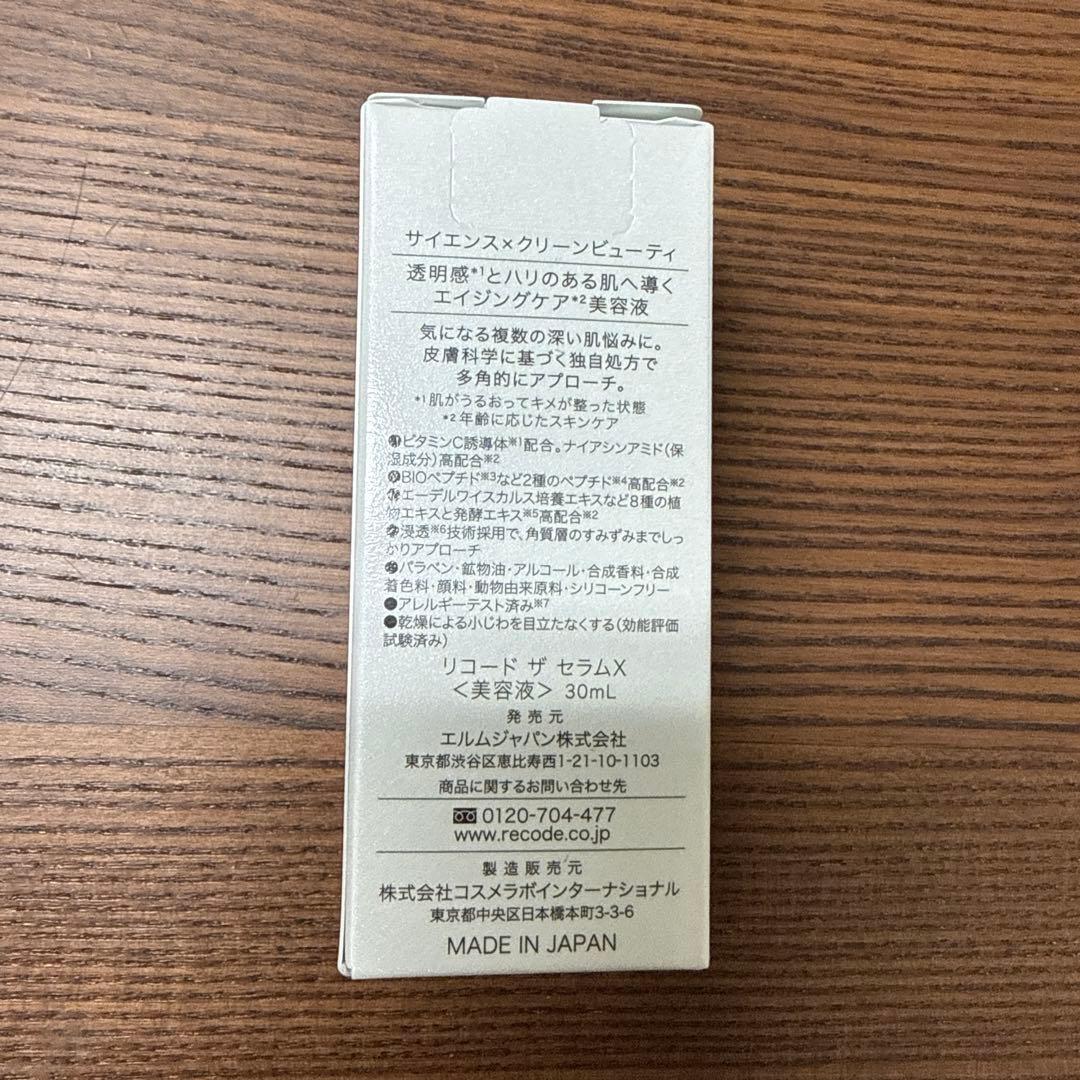 サイエンス×クリーンビューティ
透明感*1とハリのある肌へ導く
エイジングケア*2美容液
気になる複数の深い肌悩みに。
皮膚科学に基づく独自処方で
多角的にアプローチ。
*1肌がうるおってキメが整った状態
*2年齢に応じたスキンケア
ビタミンC誘導体※1配合。ナイアシンアミド(保
湿成分)高配合※2
BIOペプチド※3など2種のペプチド※4高配合※2
エーデルワイスカルス培養エキスなど8種の植
物エキスと発酵エキス※5高配合※2
浸透※6技術採用で、角質層のすみずみまでしっ
かりアプローチ
パラベン・鉱物油・アルコール・合成香料・合成
着色料・顔料・動物由来原料・シリコーンフリー
●アレルギーテスト済み※7
●乾燥による小じわを目立たなくする(効能評価
試験済み)
リコード ザ セラムX
<美容液> 30mL
発売元
エルムジャパン株式会社
東京都渋谷区恵比寿西1-21-10-1103
商品に関するお問い合わせ先
0120-704-477
www.recode.co.jp
製造販売元
株式会社コスメラボインターナショナル
東京都中央区日本橋本町3-3-6
MADE IN JAPAN